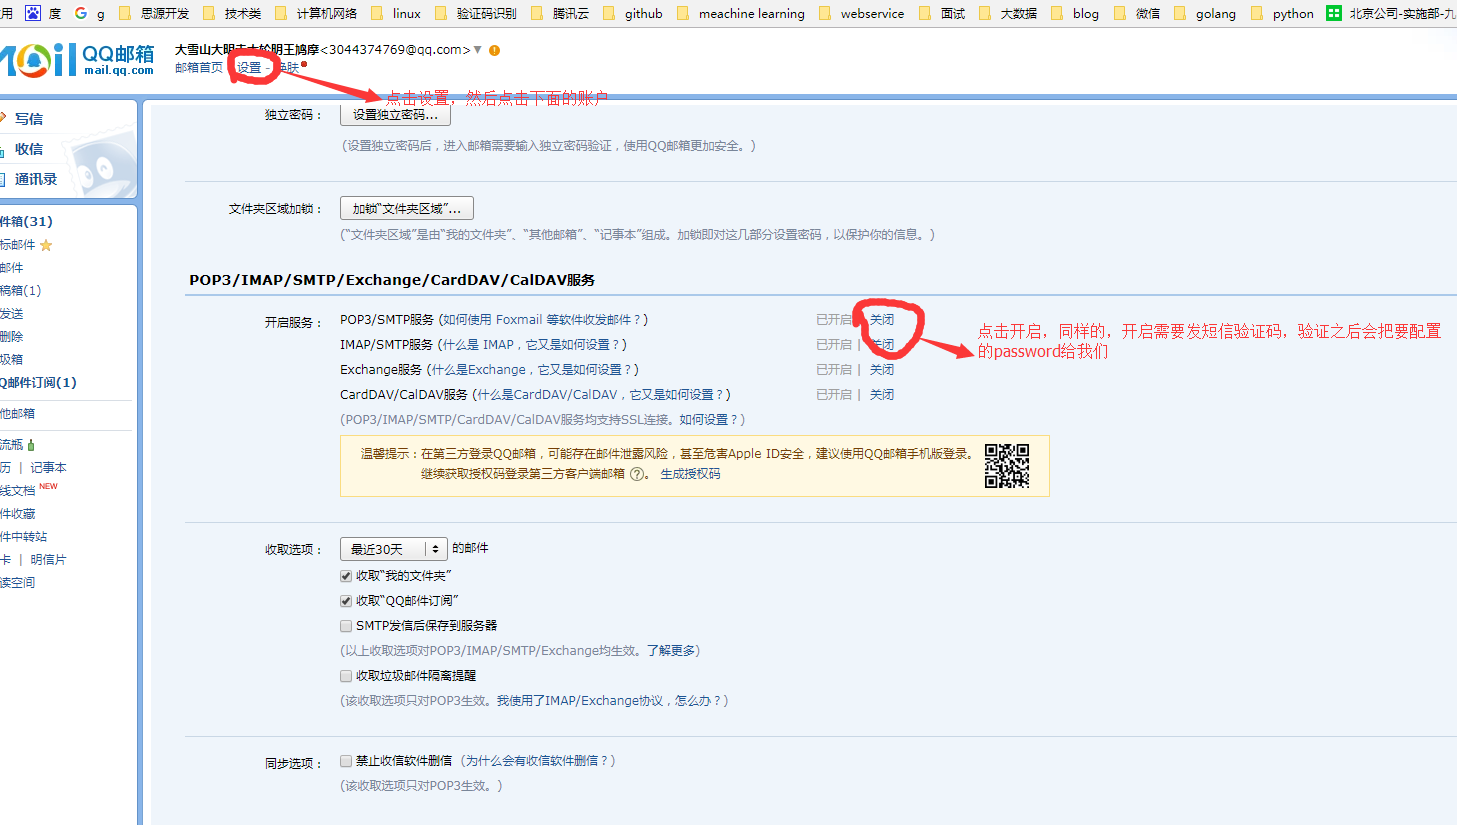 用 度 g 思源开发 技术类 计算机网络 linux 验证码识别 腾讯云 github meachine learning webservice 面试 大数据 blog 微信 golang python 北京公司-实施部-九
Mail QQ邮箱
mail.qq.com
<3044374769@qq.com>
邮箱首页 设置 - 换肤
点击设置，然后点击下面的账户
写信
收信
通讯录
件箱(31)
标邮件
邮件
稿箱(1)
发送
删除
圾箱
Q邮件订阅(1)
他邮箱
流瓶
历 | 记事本
线文档 NEW
件收藏
件中转站
卡 | 明信片
读空间
独立密码： 设置独立密码...
(设置独立密码后，进入邮箱需要输入独立密码验证，使用QQ邮箱更加安全。)
文件夹区域加锁： 加锁“文件夹区域”...
(“文件夹区域”是由“我的文件夹”、“其他邮箱”、“记事本”组成。加锁即对这几部分设置密码，以保护你的信息。)
POP3/IMAP/SMTP/Exchange/CardDAV/CalDAV服务
开启服务： POP3/SMTP服务 (如何使用 Foxmail 等软件收发邮件？) 已开启 关闭
IMAP/SMTP服务 (什么是 IMAP，它又是如何设置？) 已开启 | 关闭
Exchange服务 (什么是Exchange，它又是如何设置？) 已开启 | 关闭
CardDAV/CalDAV服务 (什么是CardDAV/CalDAV，它又是如何设置？) 已开启 | 关闭
(POP3/IMAP/SMTP/CardDAV/CalDAV服务均支持SSL连接。如何设置？)
点击开启，同样的，开启需要发短信验证码，验证之后会把要配置
的password给我们
温馨提示：在第三方登录QQ邮箱，可能存在邮件泄露风险，甚至危害Apple ID安全，建议使用QQ邮箱手机版登录。
继续获取授权码登录第三方客户端邮箱 ?。 生成授权码
收取选项： 最近30天 的邮件
收取“我的文件夹”
收取“QQ邮件订阅”
SMTP发信后保存到服务器
(以上收取选项对POP3/IMAP/SMTP/Exchange均生效。了解更多)
收取垃圾邮件隔离提醒
(该收取选项只对POP3生效。我使用了IMAP/Exchange协议，怎么办？)
同步选项： 禁止收信软件删信 (为什么会有收信软件删信？)
(该收取选项只对POP3生效。)